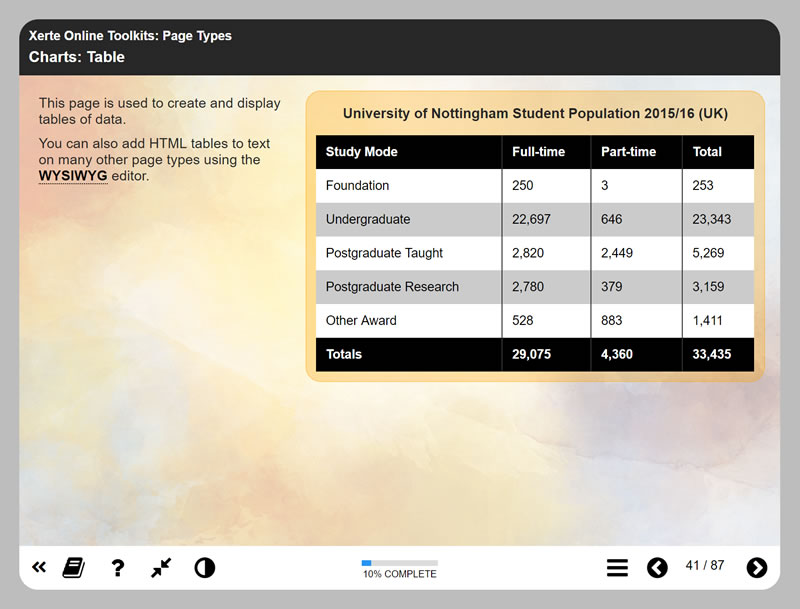 Xerte Online Toolkits: Page Types
Charts: Table
This page is used to create and display
tables of data.
You can also add HTML tables to text
on many other page types using the
WYSIWYG editor.
University of Nottingham Student Population 2015/16 (UK)
Study Mode Full-time Part-time Total
Foundation 250 3 253
Undergraduate 22,697 646 23,343
Postgraduate Taught 2,820 2,449 5,269
Postgraduate Research 2,780 379 3,159
Other Award 528 883 1,411
Totals 29,075 4,360 33,435
10% COMPLETE
41 / 87